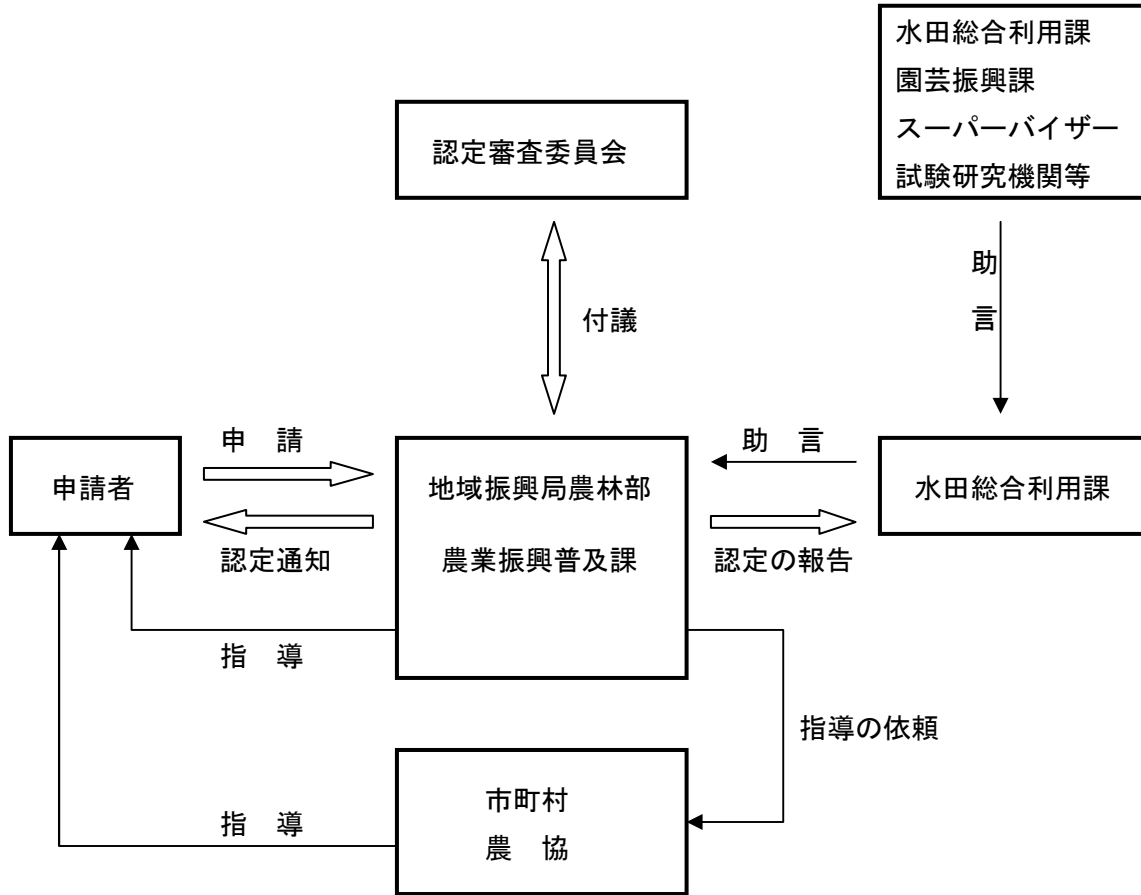 水田総合利用課
園芸振興課
スーパーバイザー
試験研究機関等
認定審査委員会
助
言
付議
申　請
助　言
申請者
地域振興局農林部
水田総合利用課
認定通知
農業振興普及課
認定の報告
指　導
指導の依頼
市町村
指　導
農　協